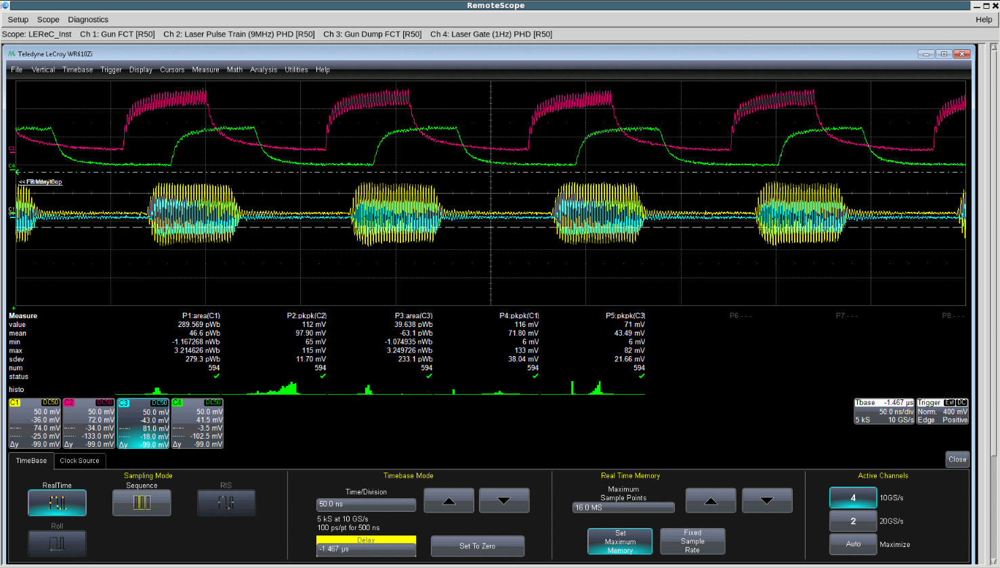 RemoteScope
Setup Scope Diagnostics Help
Scope: LEReC_Inst Ch 1: Gun FCT [R50] Ch 2: Laser Pulse Train (9MHz) PHD [R50] Ch 3: Gun Dump FCT [R50] Ch 4: Laser Gate (1Hz) PHD [R50]
Teledyne LeCroy WR610Zi
File Vertical Timebase Trigger Display Cursors Measure Math Analysis Utilities Help
C2
C4
C1
Measure P1:area(C1) P2:pkpk(C2) P3:area(C3) P4:pkpk(C1) P5:pkpk(C3) P6:--- P7:--- P8:---
value 289.569 pWb 112 mV 39.638 pWb 116 mV 71 mV
mean 46.6 pWb 97.90 mV -63.1 pWb 71.80 mV 43.49 mV
min -1.167268 nWb 65 mV -1.074935 nWb 6 mV 6 mV
max 3.214626 nWb 115 mV 3.249726 nWb 133 mV 82 mV
sdev 279.3 pWb 11.70 mV 233.1 pWb 38.04 mV 21.66 mV
num 594 594 594 594 594
status
histo
C1 DC50 C2 DC50 C3 DC50 C4 DC50 Tbase -1.467 µs Trigger Ext DC
50.0 mV 50.0 mV 50.0 mV 50.0 mV 50.0 ns/div Norm. 400 mV
-36.0 mV 72.0 mV -43.0 mV 41.5 mV 5 kS 10 GS/s Edge Positive
74.0 mV -34.0 mV 81.0 mV -3.5 mV
-25.0 mV -133.0 mV -18.0 mV -102.5 mV
Δy -99.0 mV Δy -99.0 mV Δy -99.0 mV Δy -99.0 mV
TimeBase Clock Source Close
Sampling Mode Timebase Mode Real Time Memory Active Channels
RealTime Sequence RIS
Roll
Time/Division
50.0 ns
5 kS at 10 GS/s
100 ps/pt for 500 ns
Delay
-1.467 µs
Set To Zero
Maximum
Sample Points
16.0 MS
Set
Maximum
Memory
Fixed
Sample
Rate
4 10GS/s
2 20GS/s
Auto Maximize